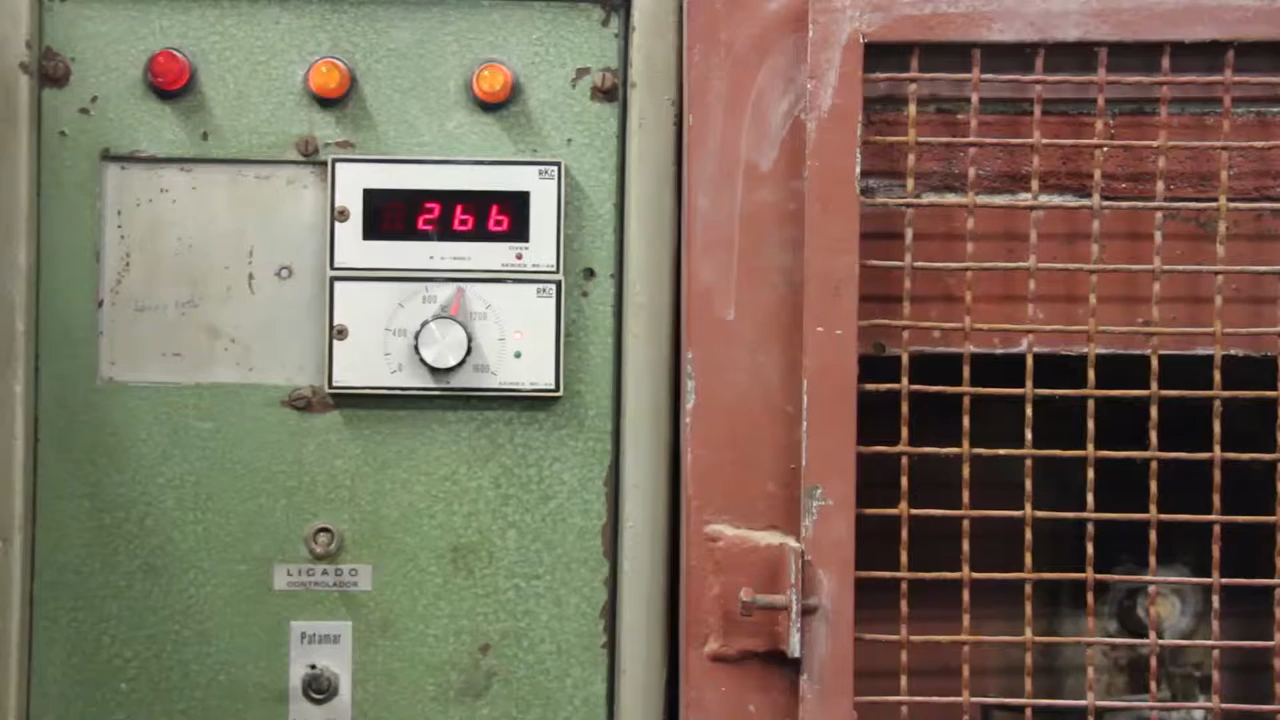 RKC
266
OVEN
RKC
800
°C
1200
400
0
1600
LIGADO
CONTROLADOR
Patamar